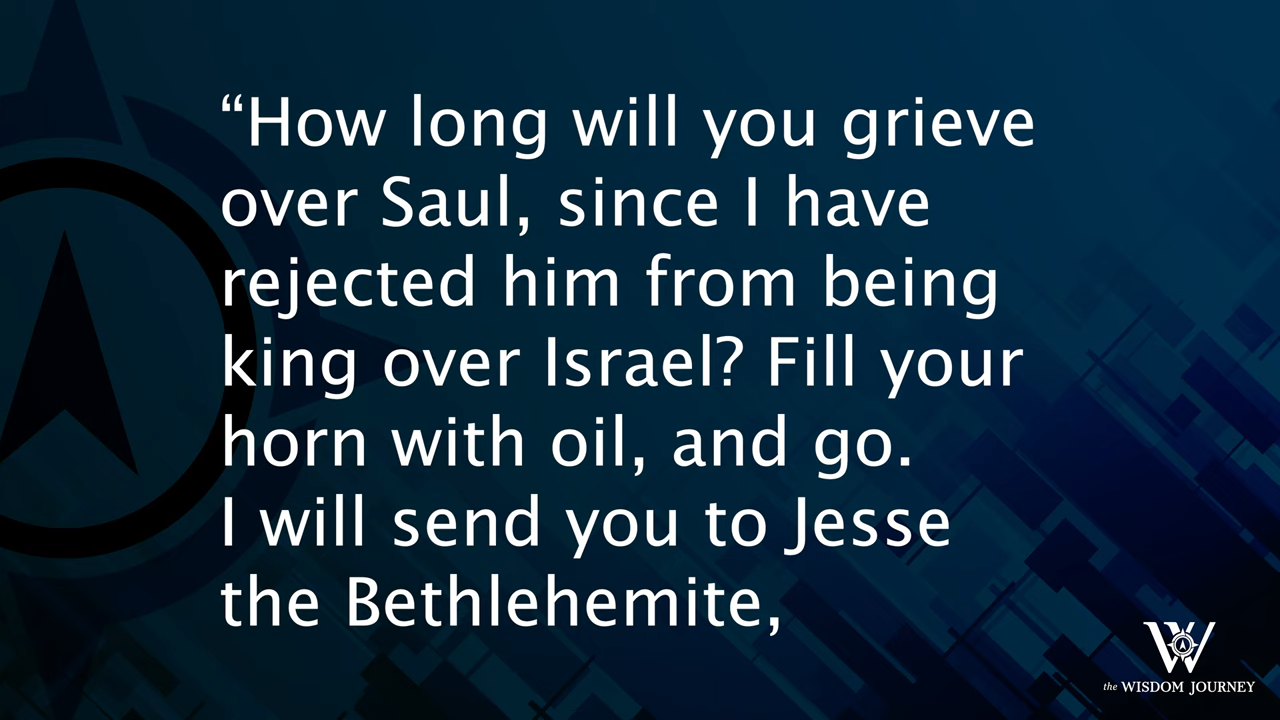 “How long will you grieve
over Saul, since I have
rejected him from being
king over Israel? Fill your
horn with oil, and go.
I will send you to Jesse
the Bethlehemite,
W
the WISDOM JOURNEY